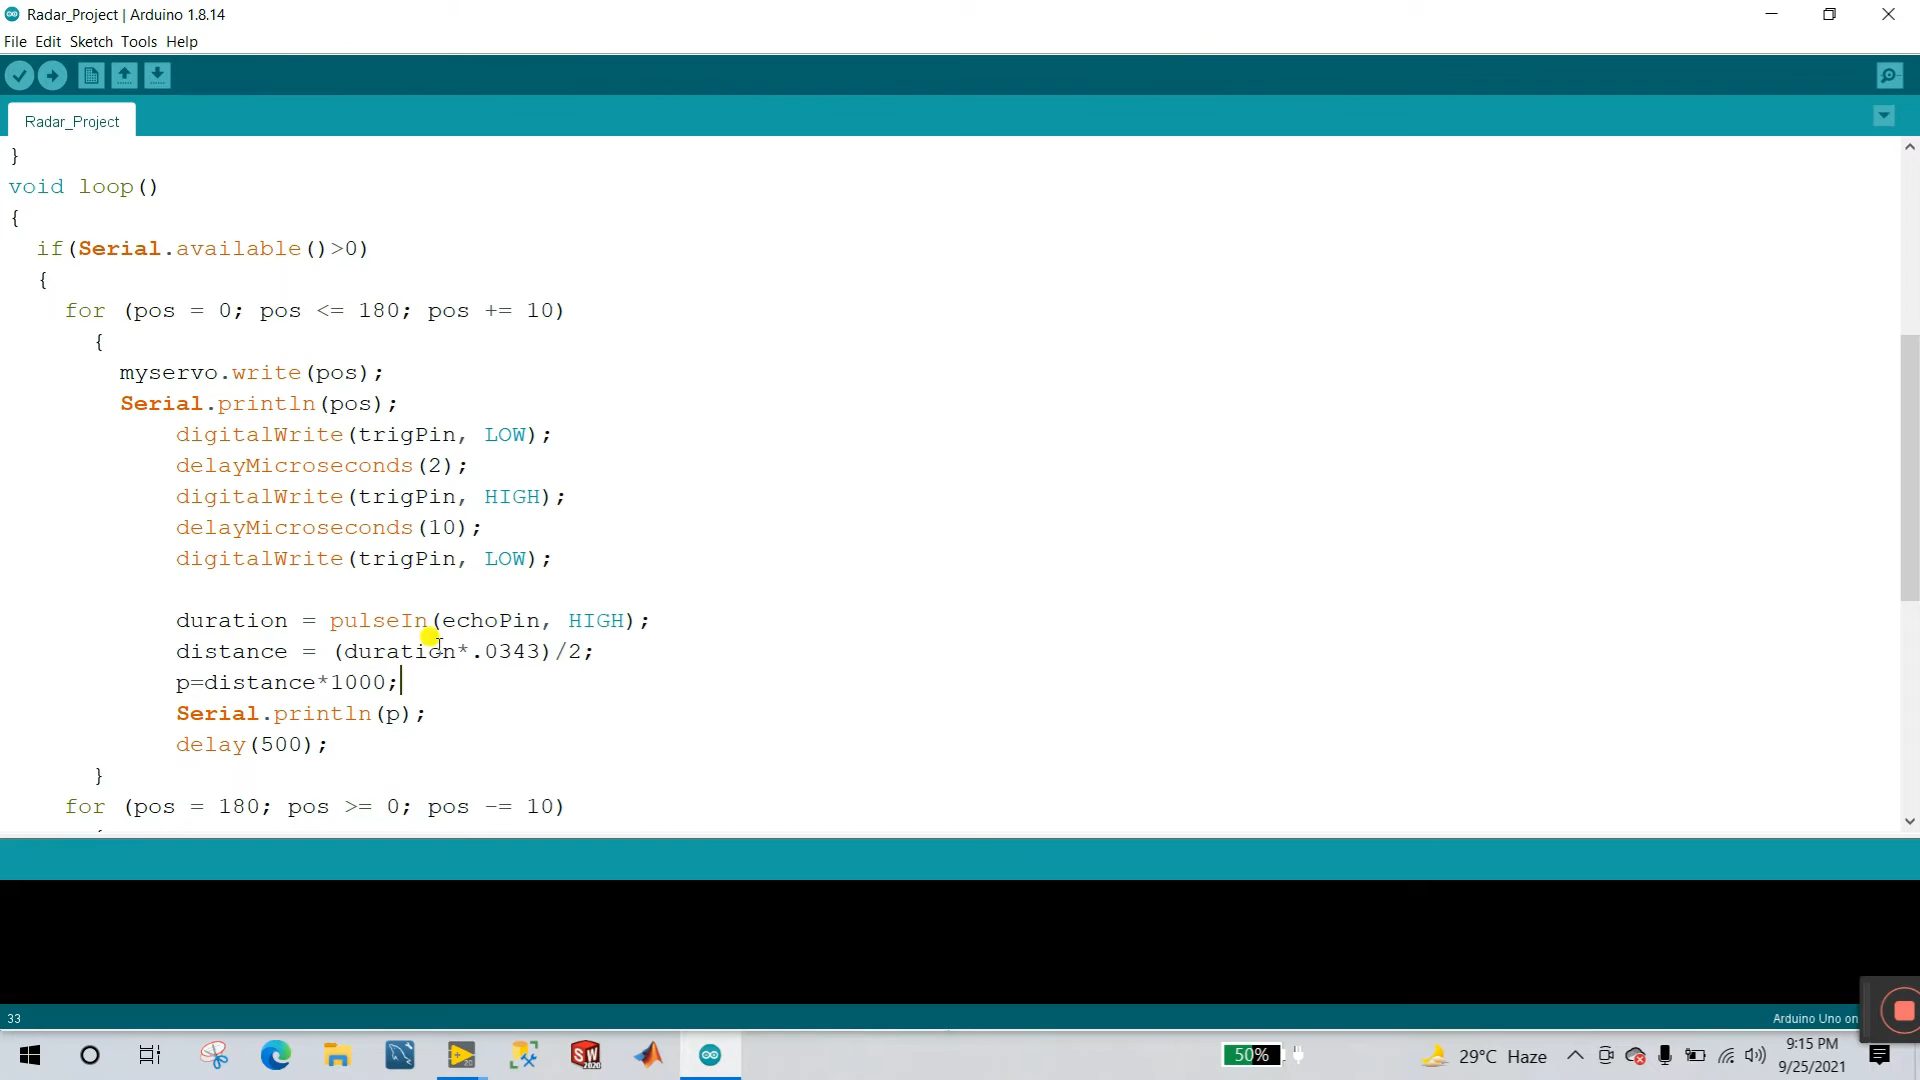 Radar_Project | Arduino 1.8.14
File Edit Sketch Tools Help
Radar_Project
}
void loop()
{
if(Serial.available()>0)
{
for (pos = 0; pos <= 180; pos += 10)
{
myservo.write(pos);
Serial.println(pos);
digitalWrite(trigPin, LOW);
delayMicroseconds(2);
digitalWrite(trigPin, HIGH);
delayMicroseconds(10);
digitalWrite(trigPin, LOW);
duration = pulseIn(echoPin, HIGH);
distance = (duration*.0343)/2;
p=distance*1000;
Serial.println(p);
delay(500);
}
for (pos = 180; pos >= 0; pos -= 10)
33
Arduino Uno on
50%
29°C Haze
9:15 PM
9/25/2021